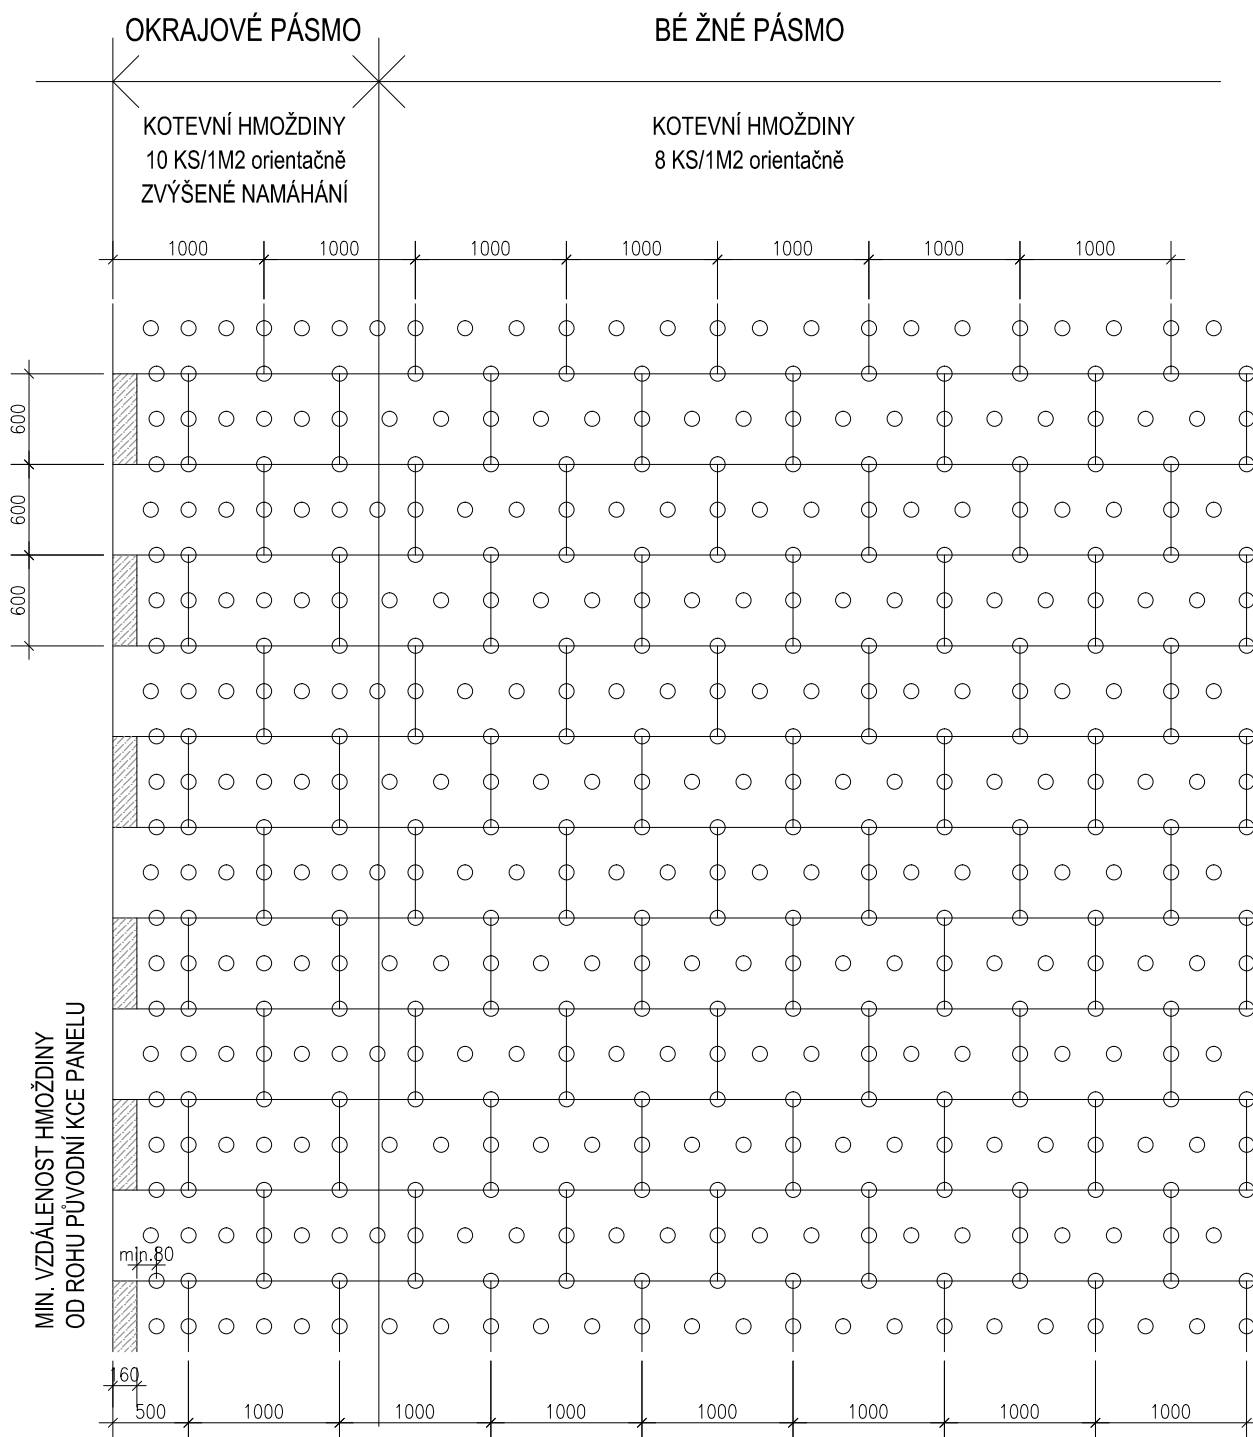 OKRAJOVÉ PÁSMO
BÉ ŽNÉ PÁSMO
KOTEVNÍ HMOŽDINY
10 KS/1M2 orientačně
ZVÝŠENÉ NAMÁHÁNÍ
KOTEVNÍ HMOŽDINY
8 KS/1M2 orientačně
1000 1000 1000 1000 1000 1000 1000
600
600
600
MIN. VZDÁLENOST HMOŽDINY
OD ROHU PŮVODNÍ KCE PANELU
min.80
160
500 1000 1000 1000 1000 1000 1000 1000